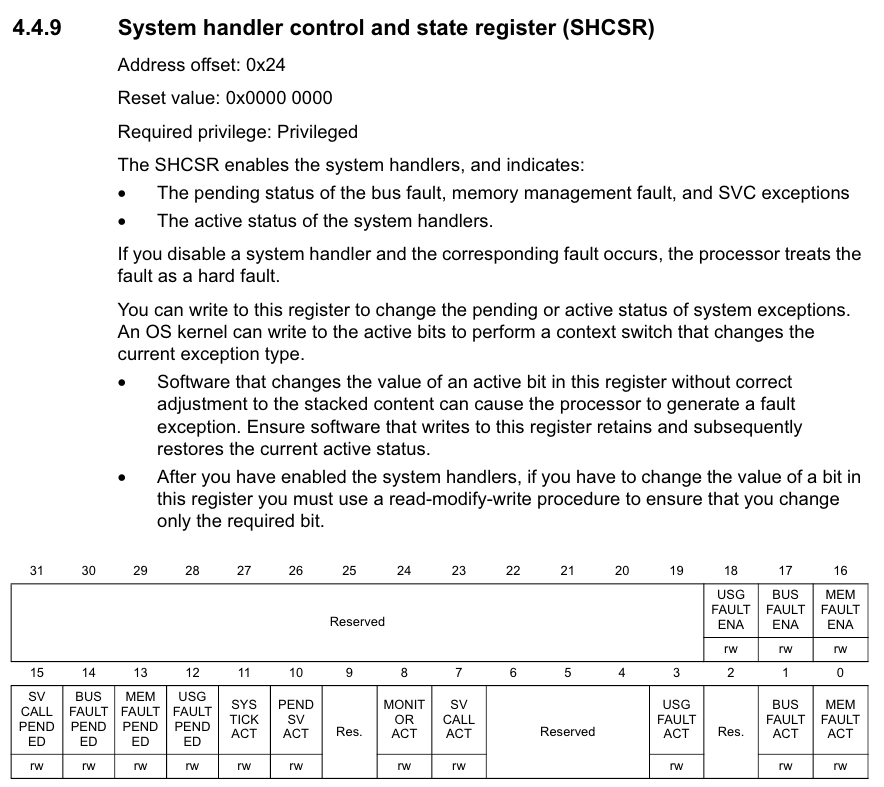 4.4.9 System handler control and state register (SHCSR)
Address offset: 0x24
Reset value: 0x0000 0000
Required privilege: Privileged
The SHCSR enables the system handlers, and indicates:
• The pending status of the bus fault, memory management fault, and SVC exceptions
• The active status of the system handlers.
If you disable a system handler and the corresponding fault occurs, the processor treats the
fault as a hard fault.
You can write to this register to change the pending or active status of system exceptions.
An OS kernel can write to the active bits to perform a context switch that changes the
current exception type.
• Software that changes the value of an active bit in this register without correct
adjustment to the stacked content can cause the processor to generate a fault
exception. Ensure software that writes to this register retains and subsequently
restores the current active status.
• After you have enabled the system handlers, if you have to change the value of a bit in
this register you must use a read-modify-write procedure to ensure that you change
only the required bit.
31 30 29 28 27 26 25 24 23 22 21 20 19 18 17 16
USG BUS MEM
FAULT FAULT FAULT
Reserved
ENA ENA ENA
rw rw rw
15 14 13 12 11 10 9 8 7 6 5 4 3 2 1 0
SV BUS MEM USG
CALL FAULT FAULT FAULT SYS PEND MONIT SV USG BUS MEM
PEND PEND PEND PEND TICK SV Res. OR CALL Reserved FAULT Res. FAULT FAULT
ED ED ED ED ACT ACT ACT ACT ACT ACT ACT
rw rw rw rw rw rw rw rw rw rw rw